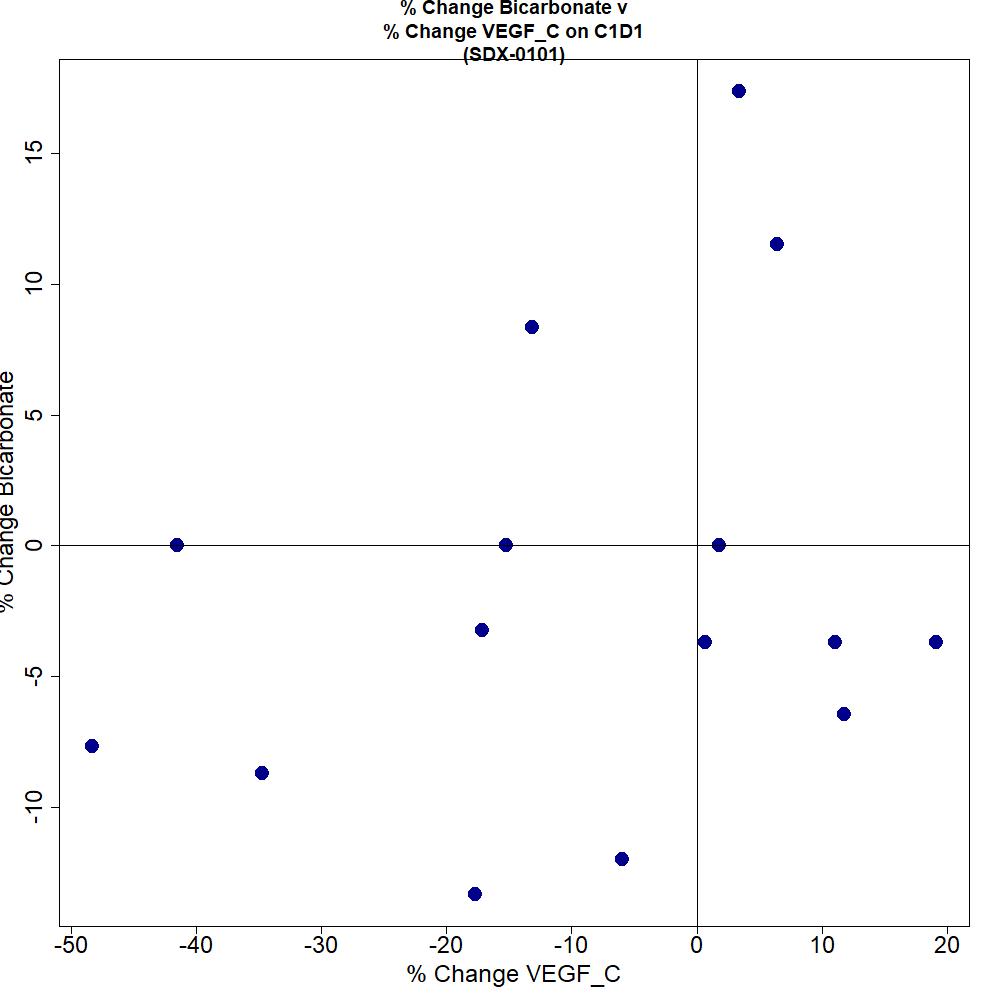 % Change Bicarbonate v
% Change VEGF_C on C1D1
(SDX-0101)
% Change Bicarbonate
15
10
5
0
-5
-10
-50 -40 -30 -20 -10 0 10 20
% Change VEGF_C